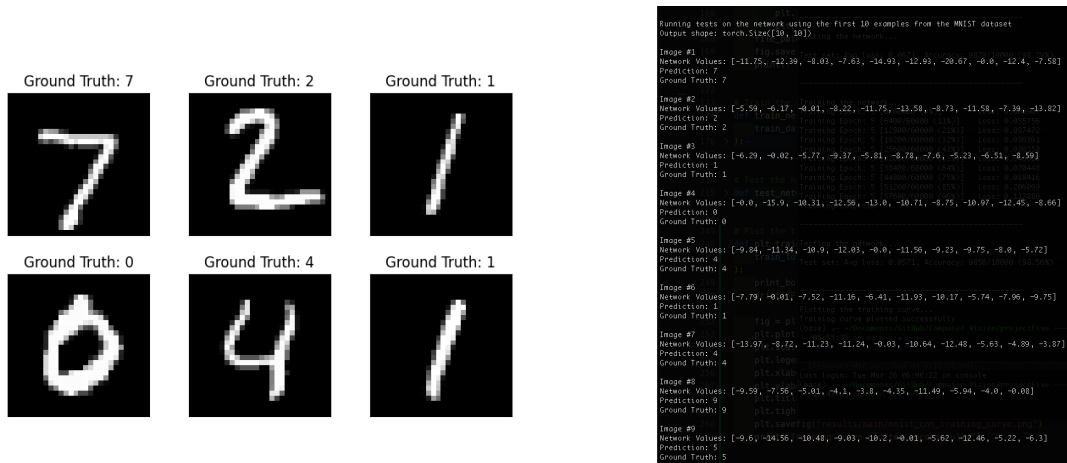 Ground Truth: 7
Ground Truth: 2
Ground Truth: 1
Ground Truth: 0
Ground Truth: 4
Ground Truth: 1
Running tests on the network using the first 10 examples from the MNIST dataset
Output shape: torch.Size([10, 10])
Image #1
Network Values: [-11.75, -12.39, -8.03, -7.63, -14.93, -12.93, -20.67, -0.0, -12.4, -7.58]
Prediction: 7
Ground Truth: 7
Image #2
Network Values: [-5.59, -6.17, -0.01, -8.22, -11.75, -13.58, -8.73, -11.58, -7.39, -13.82]
Prediction: 2
Ground Truth: 2
Image #3
Network Values: [-6.29, -0.02, -5.77, -9.37, -5.81, -8.78, -7.6, -5.23, -6.51, -8.59]
Prediction: 1
Ground Truth: 1
Image #4
Network Values: [-0.0, -15.9, -10.31, -12.56, -13.0, -10.71, -8.75, -10.97, -12.45, -8.66]
Prediction: 0
Ground Truth: 0
Image #5
Network Values: [-9.84, -11.34, -10.9, -12.03, -0.0, -11.56, -9.23, -9.75, -8.0, -5.72]
Prediction: 4
Ground Truth: 4
Image #6
Network Values: [-7.79, -0.01, -7.52, -11.16, -6.41, -11.93, -10.17, -5.74, -7.96, -9.75]
Prediction: 1
Ground Truth: 1
Image #7
Network Values: [-13.97, -8.72, -11.23, -11.24, -0.03, -10.64, -12.48, -5.63, -4.89, -3.87]
Prediction: 4
Ground Truth: 4
Image #8
Network Values: [-9.59, -7.56, -5.01, -4.1, -3.8, -4.35, -11.49, -5.94, -4.0, -0.08]
Prediction: 9
Ground Truth: 9
Image #9
Network Values: [-9.6, -14.56, -10.48, -9.03, -10.2, -0.01, -5.62, -12.46, -5.22, -6.3]
Prediction: 5
Ground Truth: 5